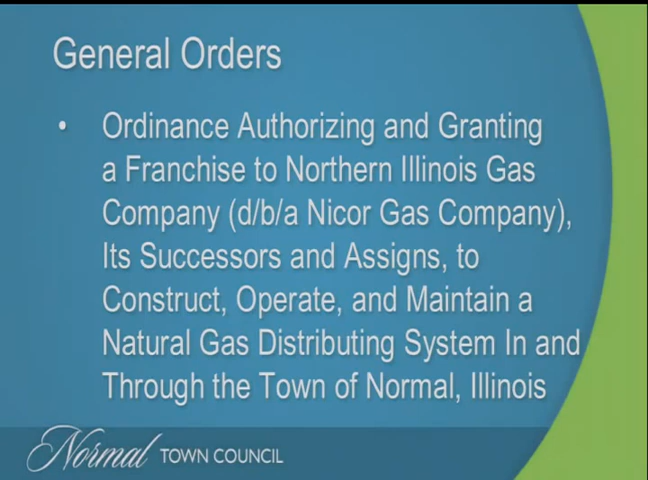 General Orders
• Ordinance Authorizing and Granting
a Franchise to Northern Illinois Gas
Company (d/b/a Nicor Gas Company),
Its Successors and Assigns, to
Construct, Operate, and Maintain a
Natural Gas Distributing System In and
Through the Town of Normal, Illinois
Normal TOWN COUNCIL